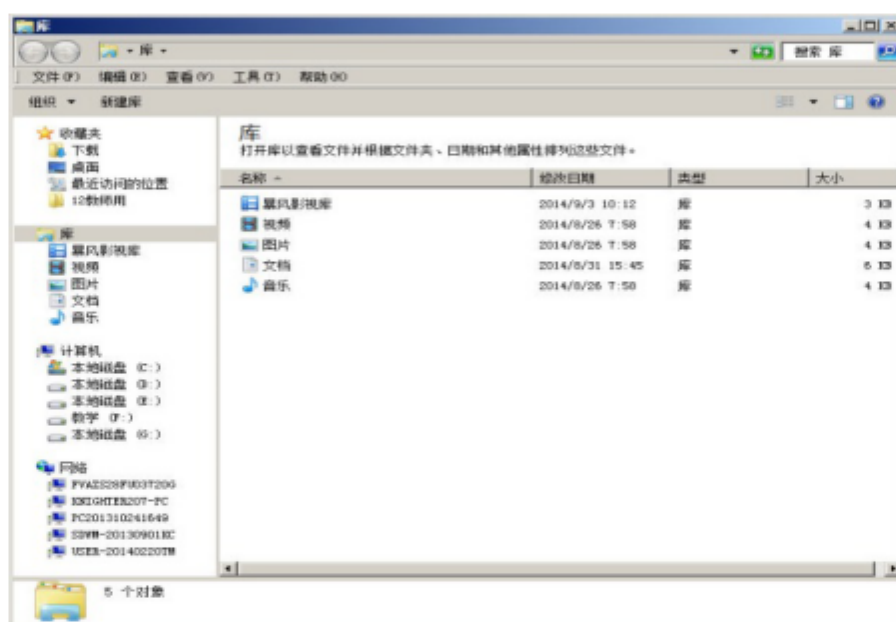 库
库
搜索 库
文件(F) 编辑(E) 查看(V) 工具(T) 帮助(H)
组织 新建库
收藏夹
下载
桌面
最近访问的位置
12教师用
库
暴风影视库
视频
图片
文档
音乐
计算机
本地磁盘 (C:)
本地磁盘 (D:)
本地磁盘 (E:)
教学 (F:)
本地磁盘 (G:)
网络
KNIGHTER207-PC
PC201310241649
SDWM-20130901KC
USER-20140220TM
库
打开库以查看文件并根据文件夹、日期和其他属性排列这些文件。
名称 修改日期 类型 大小
暴风影视库 2014/9/3 10:12 库 3 KB
视频 2014/8/26 7:58 库 4 KB
图片 2014/8/26 7:58 库 4 KB
文档 2014/8/31 15:45 库 6 KB
音乐 2014/8/26 7:58 库 4 KB
5 个对象